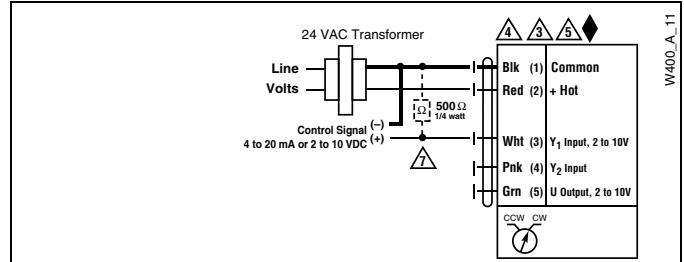 24 VAC Transformer
Line
Volts
Control Signal (–)
4 to 20 mA or 2 to 10 VDC (+)
Ω
500 Ω
1/4 watt
7
4 3 5
Blk (1) Common
Red (2) + Hot
Wht (3) Y₁ Input, 2 to 10V
Pnk (4) Y₂ Input
Grn (5) U Output, 2 to 10V
CCW CW
W400_A_11